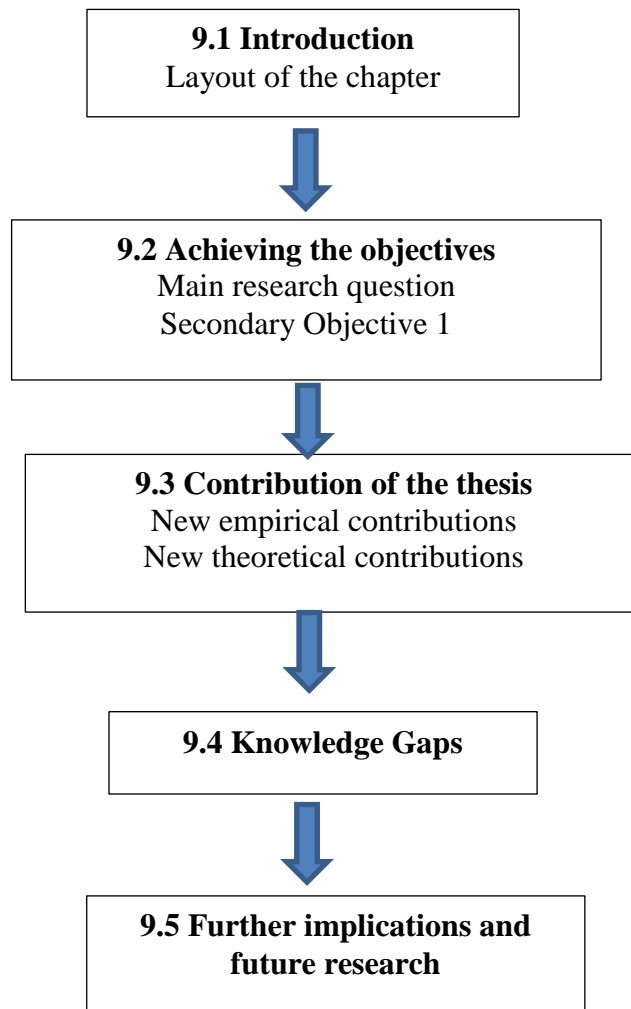 9.1 Introduction
Layout of the chapter
9.2 Achieving the objectives
Main research question
Secondary Objective 1
9.3 Contribution of the thesis
New empirical contributions
New theoretical contributions
9.4 Knowledge Gaps
9.5 Further implications and
future research